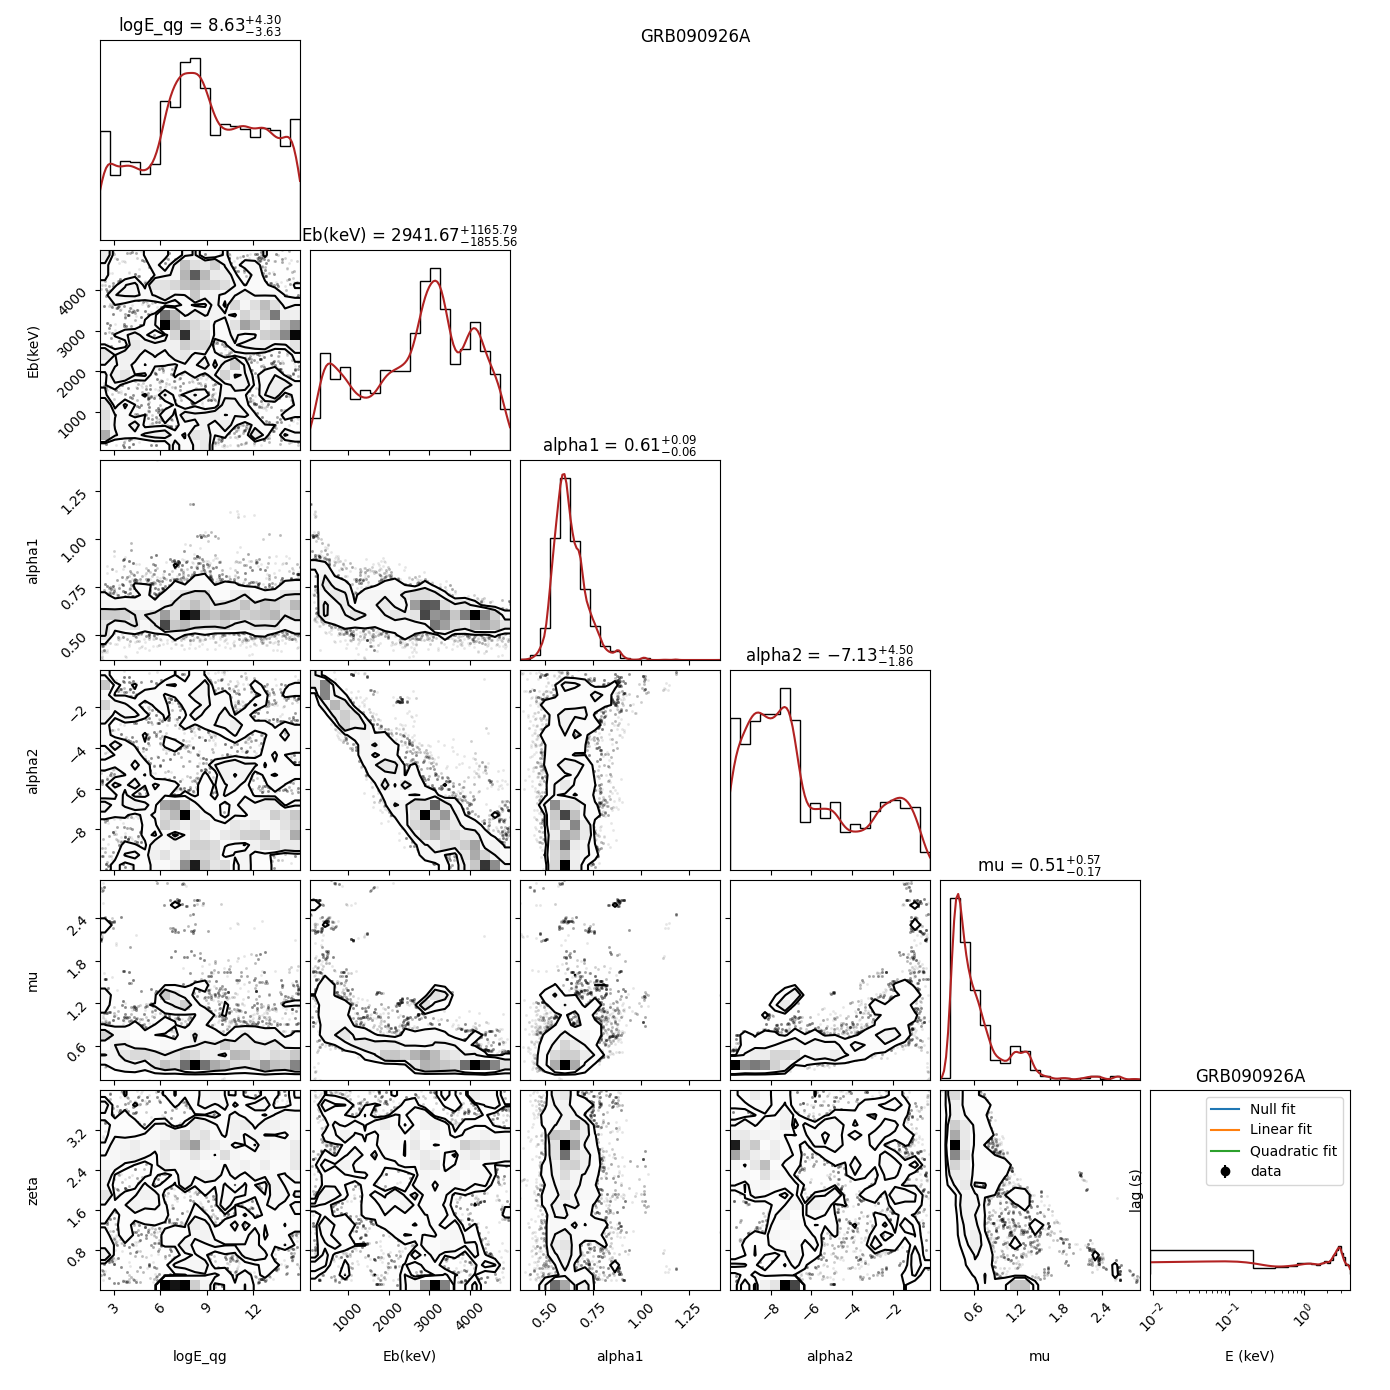 logE_qg = 8.63 +4.30 −3.63
GRB090926A
Eb(keV) = 2941.67 +1165.79 −1855.56
4000
3000
2000
1000
Eb(keV)
alpha1 = 0.61 +0.09 −0.06
1.25
1.00
0.75
0.50
alpha1
alpha2 = −7.13 +4.50 −1.86
−2
−4
−6
−8
alpha2
mu = 0.51 +0.57 −0.17
2.4
1.8
1.2
0.6
mu
GRB090926A
Null fit
Linear fit
Quadratic fit
data
lag (s)
3.2
2.4
1.6
0.8
zeta
3 6 9 12
1000 2000 3000 4000
0.50 0.75 1.00 1.25
−8 −6 −4 −2
0.6 1.2 1.8 2.4
10⁻² 10⁻¹ 10⁰
logE_qg
Eb(keV)
alpha1
alpha2
mu
E (keV)